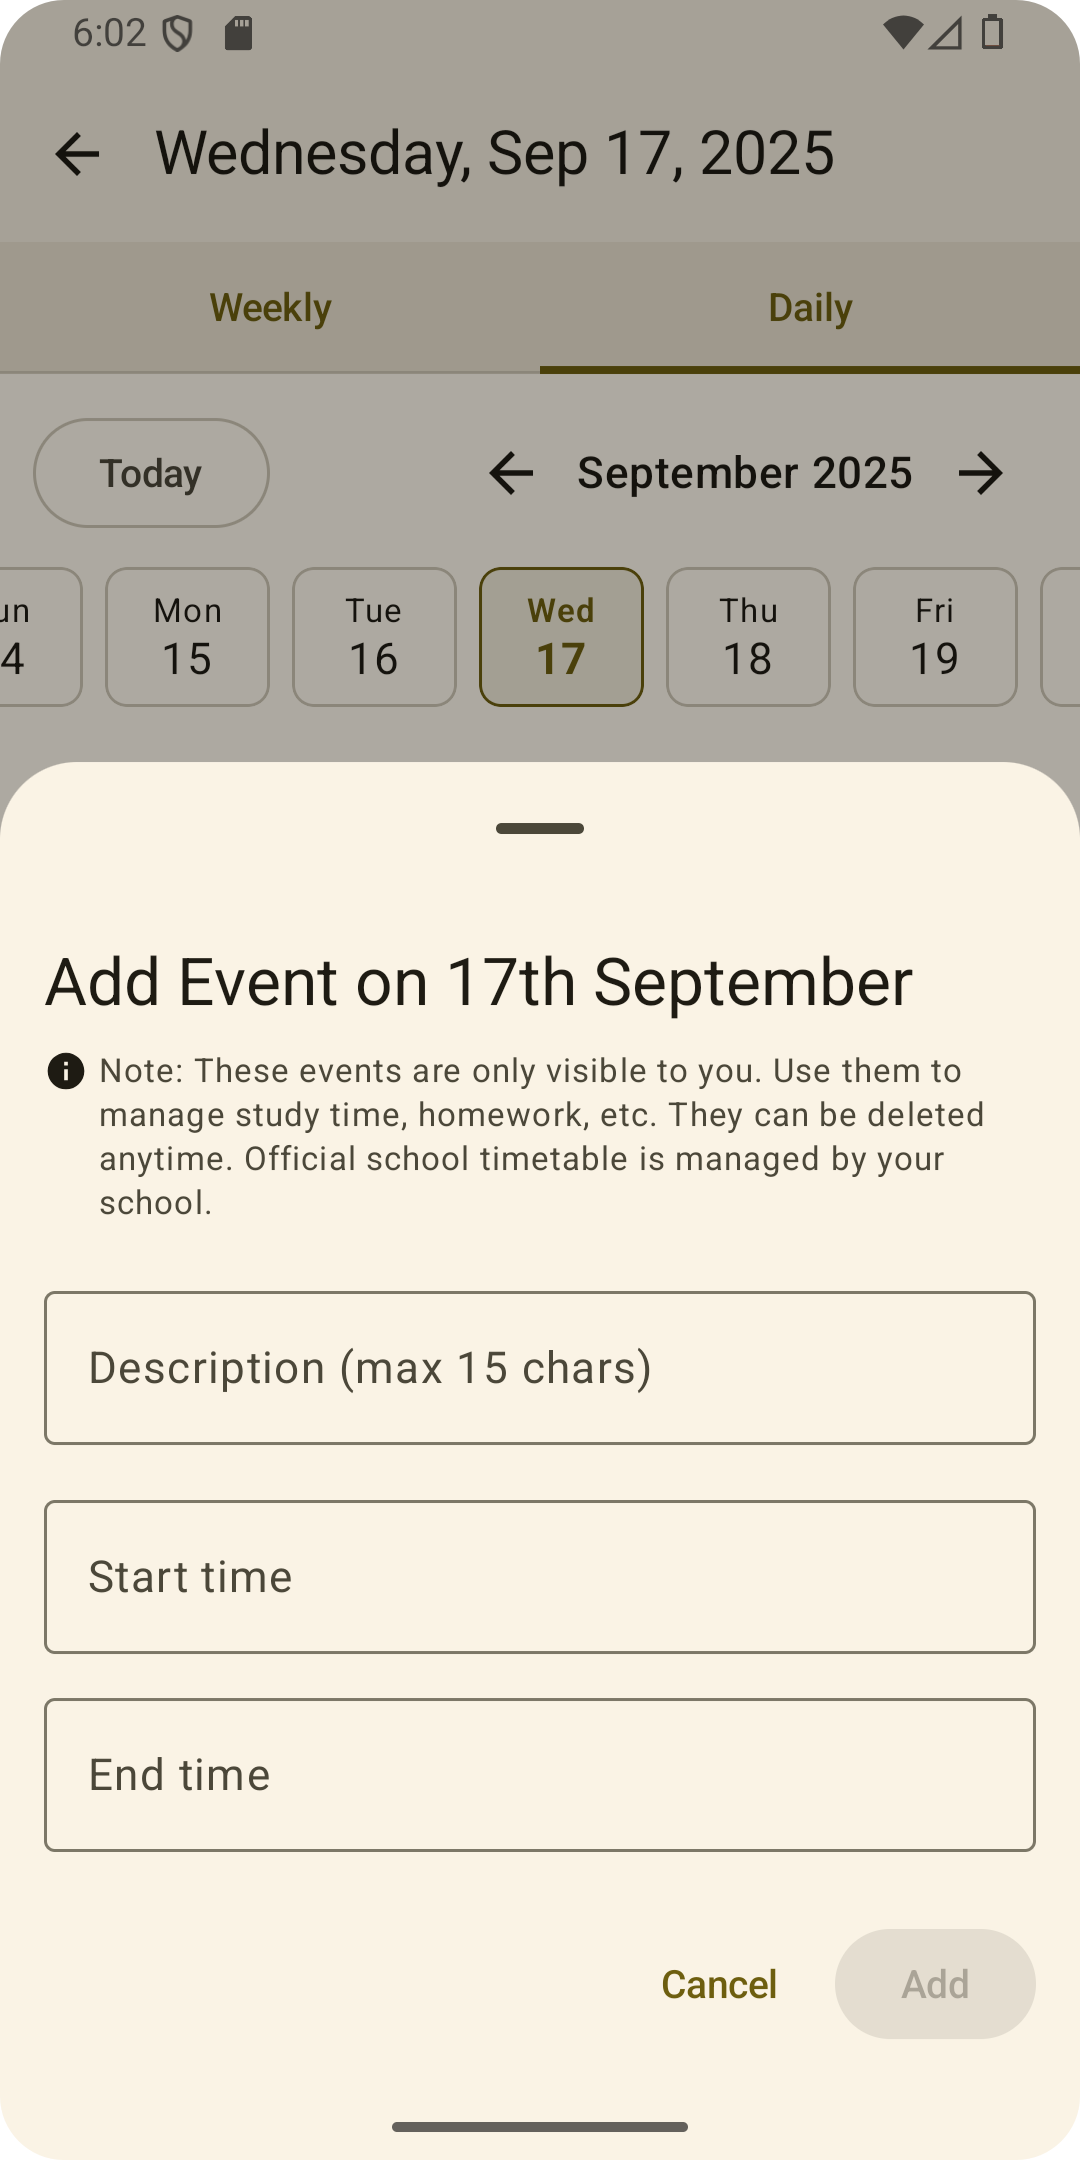 6:02
Wednesday, Sep 17, 2025
Weekly
Daily
Today
September 2025
un Mon Tue Wed Thu Fri
4 15 16 17 18 19
Add Event on 17th September
Note: These events are only visible to you. Use them to
manage study time, homework, etc. They can be deleted
anytime. Official school timetable is managed by your
school.
Description (max 15 chars)
Start time
End time
Cancel
Add